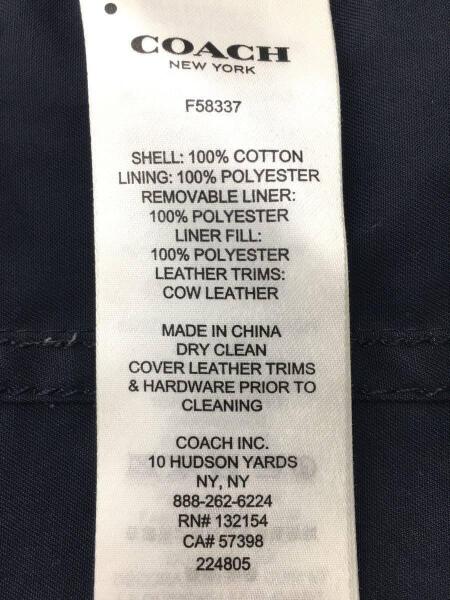 COACH
NEW YORK
F58337
SHELL: 100% COTTON
LINING: 100% POLYESTER
REMOVABLE LINER:
100% POLYESTER
LINER FILL:
100% POLYESTER
LEATHER TRIMS:
COW LEATHER
MADE IN CHINA
DRY CLEAN
COVER LEATHER TRIMS
& HARDWARE PRIOR TO
CLEANING
COACH INC.
10 HUDSON YARDS
NY, NY
888-262-6224
RN# 132154
CA# 57398
224805